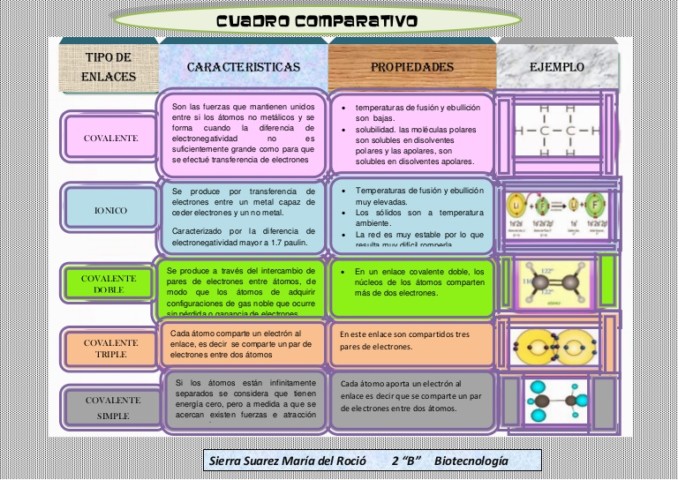 CUADRO COMPARATIVO
TIPO DE
ENLACES
CARACTERISTICAS
PROPIEDADES
EJEMPLO
COVALENTE
Son las fuerzas que mantienen unidos
entre si los átomos no metálicos y se
forma cuando la diferencia de
electronegatividad no es
suficientemente grande como para que
se efectué transferencia de electrones
• temperaturas de fusión y ebullición
son bajas.
• solubilidad. las moléculas polares
son solubles en disolventes
polares y las apolares, son
solubles en disolventes apolares.
H H
H-C-C-H
H H
IONICO
Se produce por transferencia de
electrones entre un metal capaz de
ceder electrones y un no metal.
Caracterizado por la diferencia de
electronegatividad mayor a 1.7 paulin.
• Temperaturas de fusión y ebullición
muy elevadas.
• Los sólidos son a temperatura
ambiente.
• La red es muy estable por lo que
resulta muy difícil romperla
COVALENTE
DOBLE
Se produce a través del intercambio de
pares de electrones entre átomos, de
modo que los átomos de adquirir
configuraciones de gas noble que ocurre
sin pérdida o ganancia de electrones
• En un enlace covalente doble, los
núcleos de los átomos comparten
más de dos electrones.
COVALENTE
TRIPLE
Cada átomo comparte un electrón al
enlace, es decir se comparte un par de
electrones entre dos átomos
En este enlace son compartidos tres
pares de electrones.
COVALENTE
SIMPLE
Si los átomos están infinitamente
separados se considera que tienen
energía cero, pero a medida a que se
acercan existen fuerzas e atracción
Cada átomo aporta un electrón al
enlace es decir que se comparte un par
de electrones entre dos átomos.
Sierra Suarez María del Roció 2 “B” Biotecnología